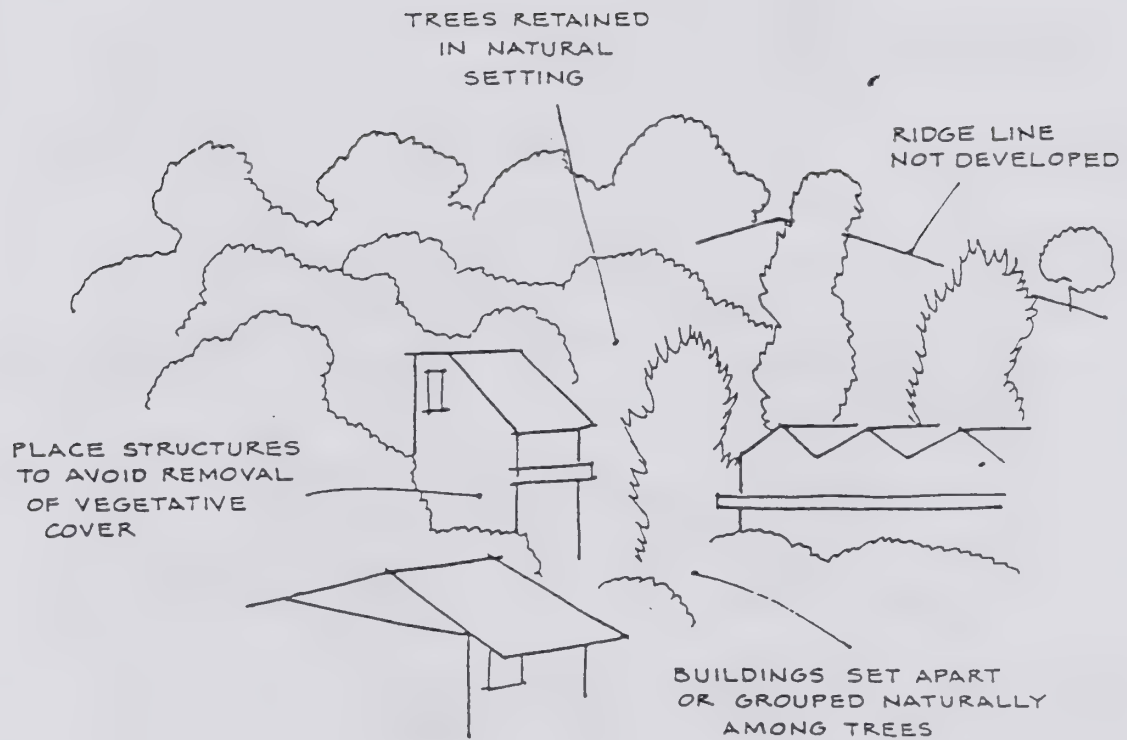 TREES RETAINED
IN NATURAL
SETTING
RIDGE LINE
NOT DEVELOPED
PLACE STRUCTURES
TO AVOID REMOVAL
OF VEGETATIVE
COVER
BUILDINGS SET APART
OR GROUPED NATURALLY
AMONG TREES